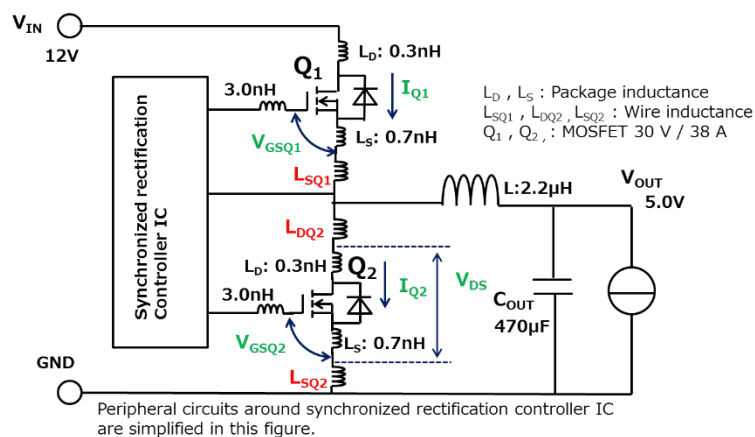 VIN
12V
LD: 0.3nH
Q1
3.0nH
IQ1
LD , LS : Package inductance
LSQ1 , LDQ2 , LSQ2 : Wire inductance
Q1 , Q2 , : MOSFET 30 V / 38 A
VGSQ1
LS: 0.7nH
LSQ1
Synchronized rectification
Controller IC
L:2.2μH
VOUT
5.0V
LDQ2
LD: 0.3nH
Q2
3.0nH
IQ2
VDS
COUT
470μF
VGSQ2
LS: 0.7nH
GND
LSQ2
Peripheral circuits around synchronized rectification controller IC
are simplified in this figure.